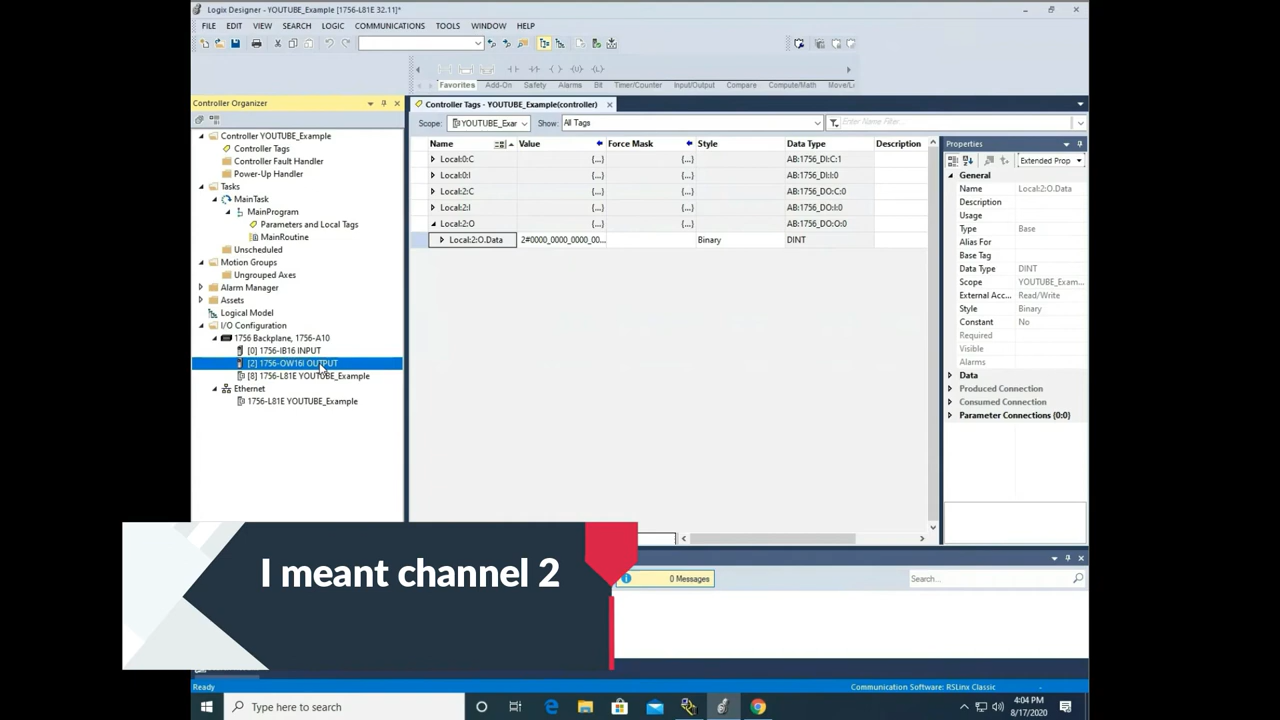 Logix Designer - YOUTUBE_Example [1756-L81E 32.11]*
FILE EDIT VIEW SEARCH LOGIC COMMUNICATIONS TOOLS WINDOW HELP
Favorites Add-On Safety Alarms Bit Timer/Counter Input/Output Compare Compute/Math Move/Lo
Controller Organizer
Controller Tags - YOUTUBE_Example(controller)
Scope: YOUTUBE_Exar Show: All Tags Enter Name Filter...
Controller YOUTUBE_Example
Controller Tags
Controller Fault Handler
Power-Up Handler
Tasks
MainTask
MainProgram
Parameters and Local Tags
MainRoutine
Unscheduled
Motion Groups
Ungrouped Axes
Alarm Manager
Assets
Logical Model
I/O Configuration
1756 Backplane, 1756-A10
[0] 1756-IB16 INPUT
[2] 1756-OW16I OUTPUT
[8] 1756-L81E YOUTUBE_Example
Ethernet
1756-L81E YOUTUBE_Example
Name Value Force Mask Style Data Type Description
Local:0:C {...} {...} AB:1756_DI:C:1
Local:0:I {...} {...} AB:1756_DI:I:0
Local:2:C {...} {...} AB:1756_DO:C:0
Local:2:I {...} {...} AB:1756_DO:I:0
Local:2:O {...} {...} AB:1756_DO:O:0
Local:2:O.Data 2#0000_0000_0000_00... Binary DINT
Properties
Extended Prop
General
Name Local:2:O.Data
Description
Usage
Type Base
Alias For
Base Tag
Data Type DINT
Scope YOUTUBE_Exam...
External Acc... Read/Write
Style Binary
Constant No
Required
Visible
Alarms
Data
Produced Connection
Consumed Connection
Parameter Connections {0:0}
I meant channel 2
0 Messages
Search...
Ready
Communication Software: RSLinx Classic
Type here to search
4:04 PM
8/17/2020